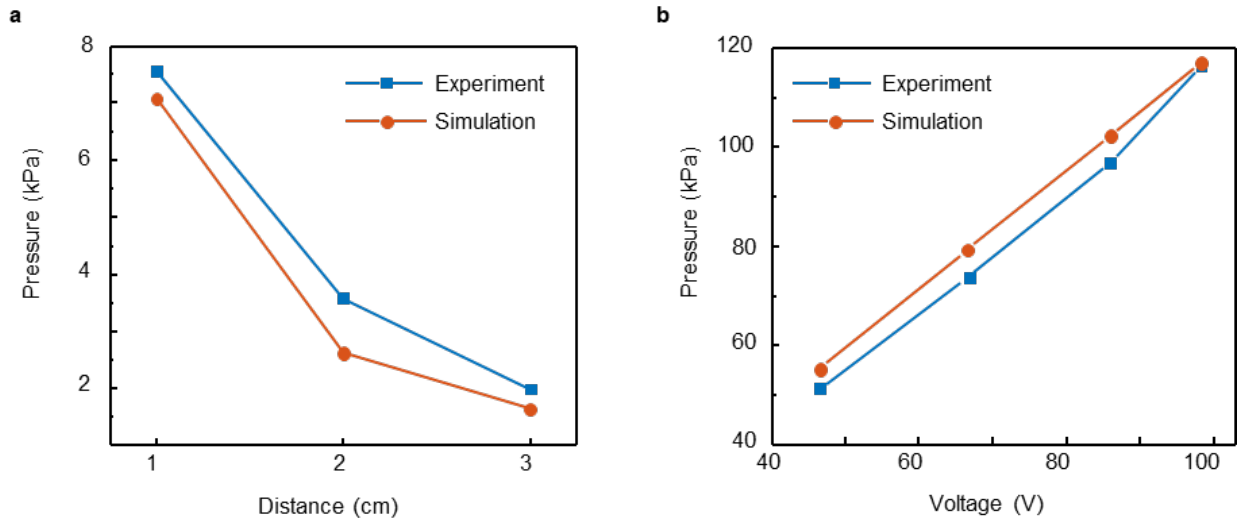 a
8
6
4
2
Pressure (kPa)
Experiment
Simulation
1
2
3
Distance (cm)
b
120
100
80
60
40
Pressure (kPa)
Experiment
Simulation
40
60
80
100
Voltage (V)